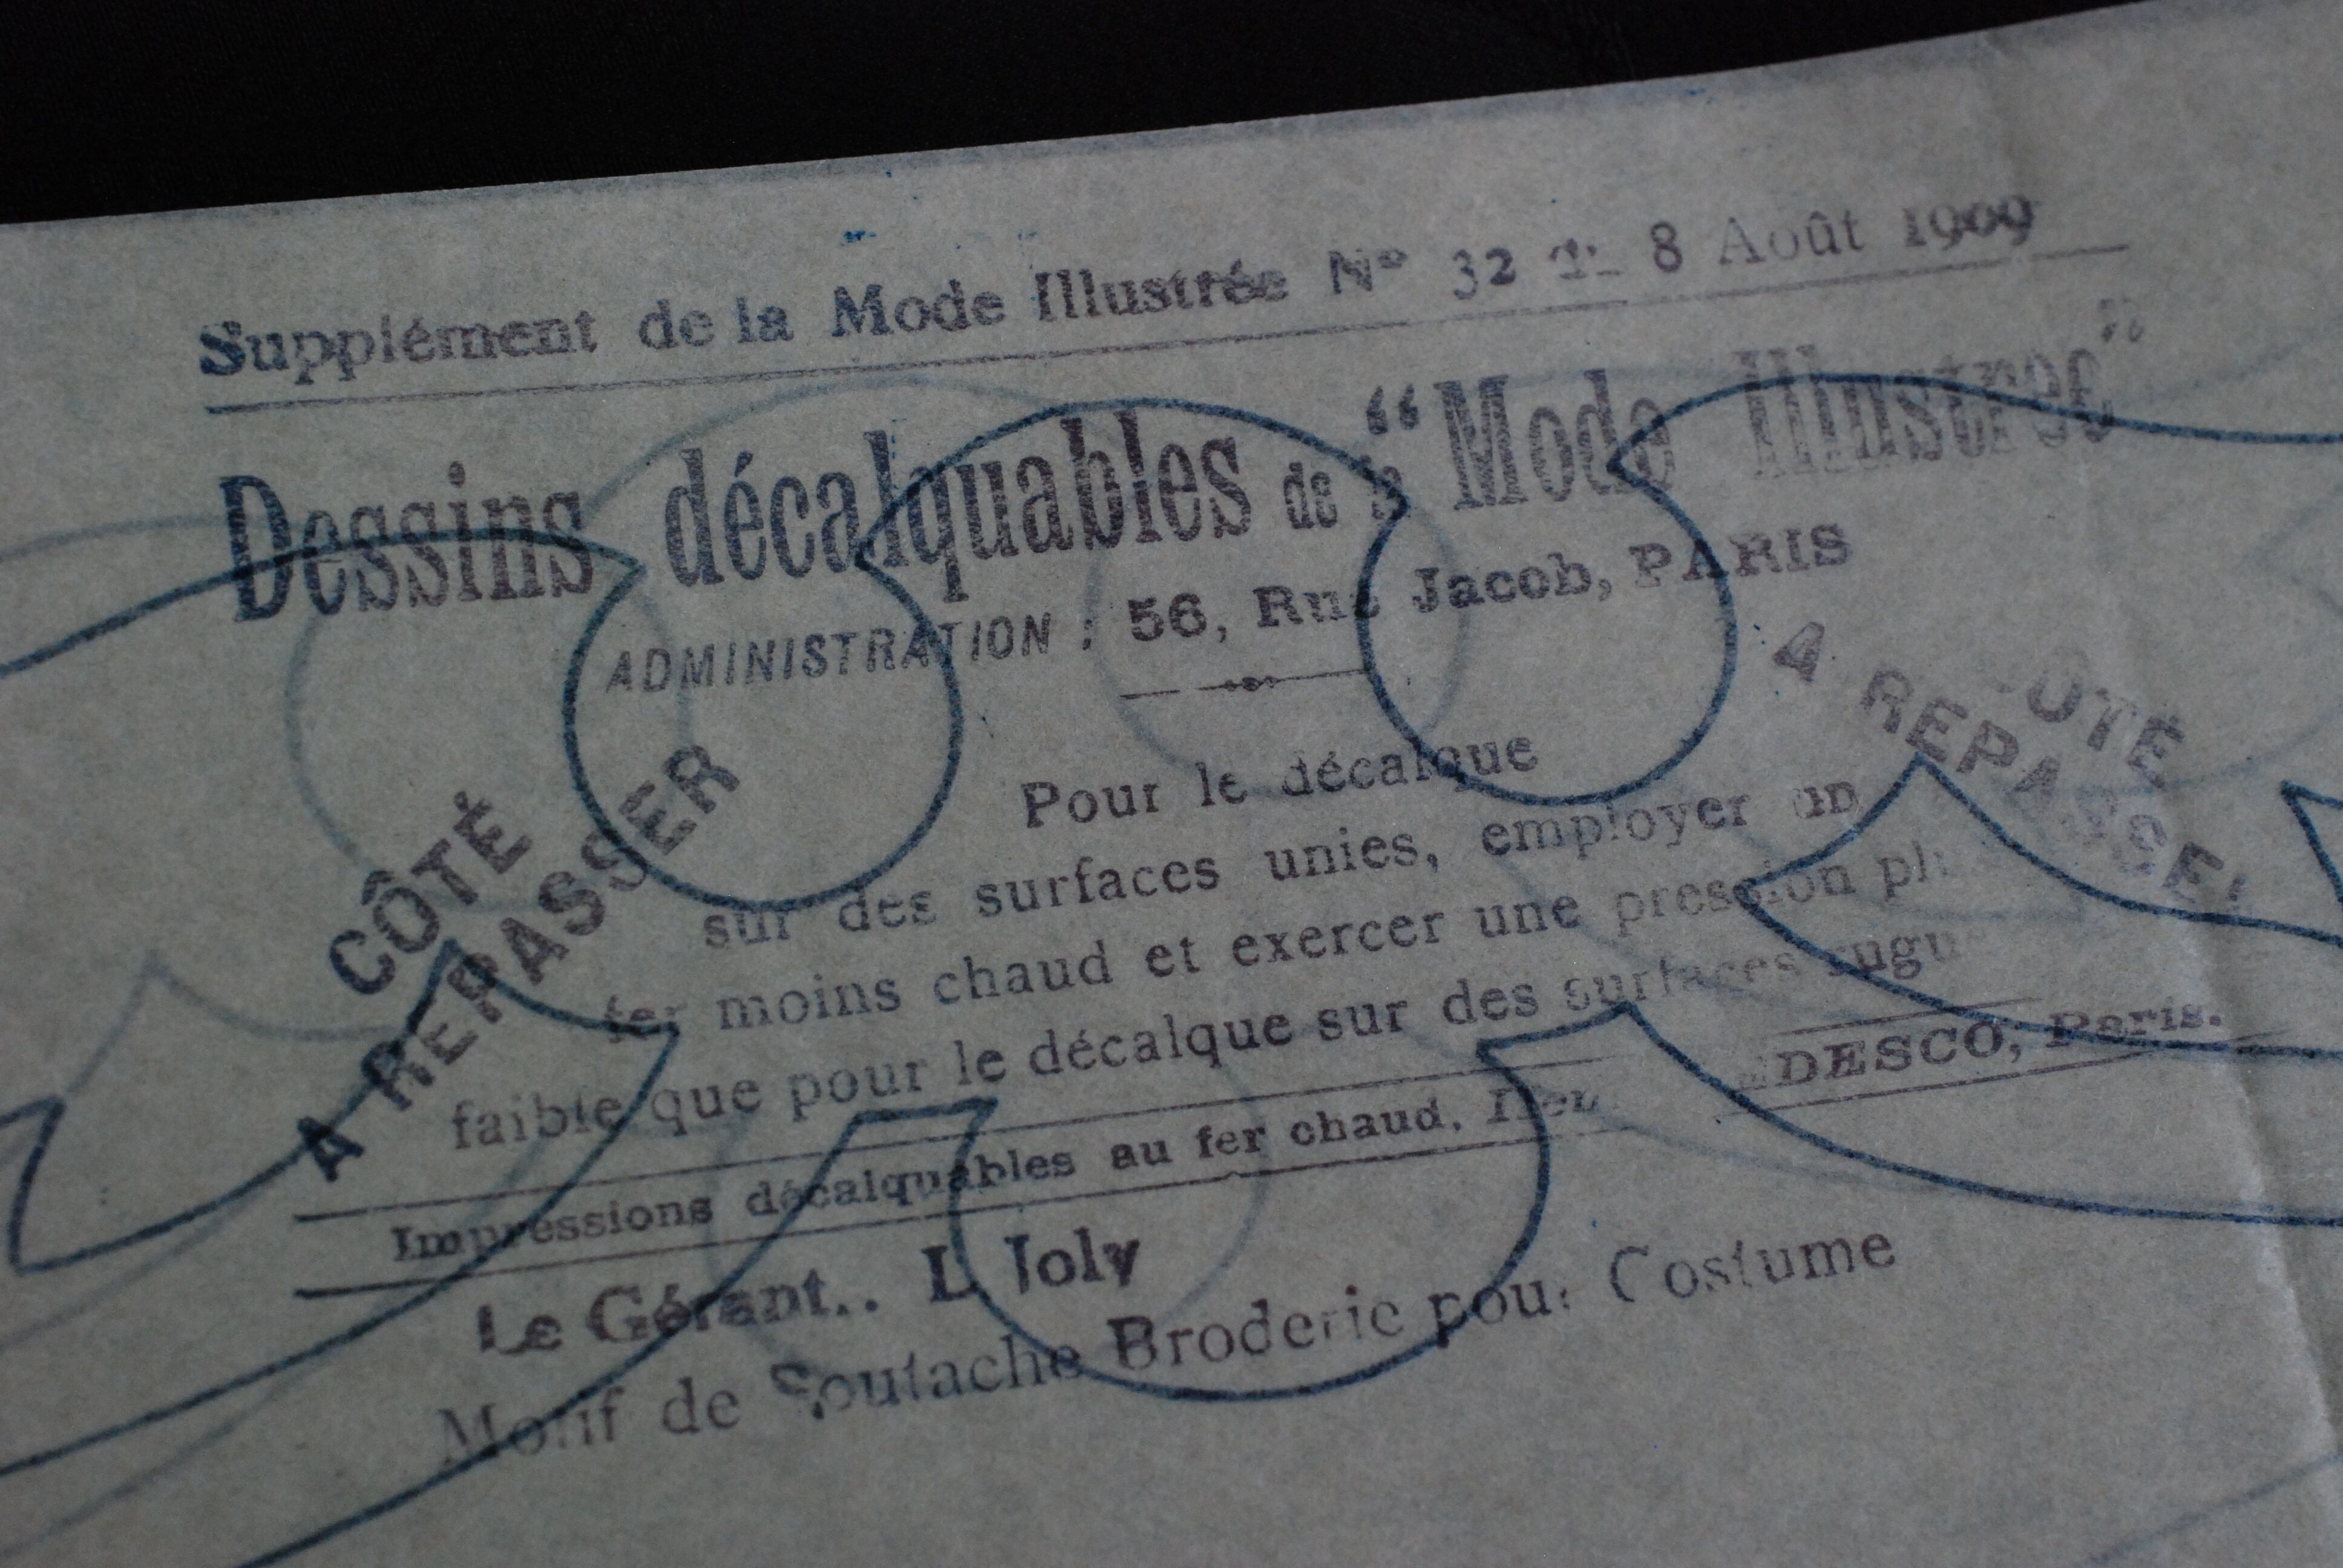 Supplément de la Mode Illustrée Nº 32 8 Août 1909
Dessins décalquables de la “Mode Illustrée”
ADMINISTRATION : 56, Rue Jacob, PARIS
CÔTÉ
A REPASSER
CÔTÉ
A REPASSER
Pour le décalque
sur des surfaces unies, employer un
fer moins chaud et exercer une pression
faible que pour le décalque sur des surfaces
Impressions décalquables au fer chaud, Paris.
Le Gérant.. L Joly
Motif de Soutache Broderie pour Costume